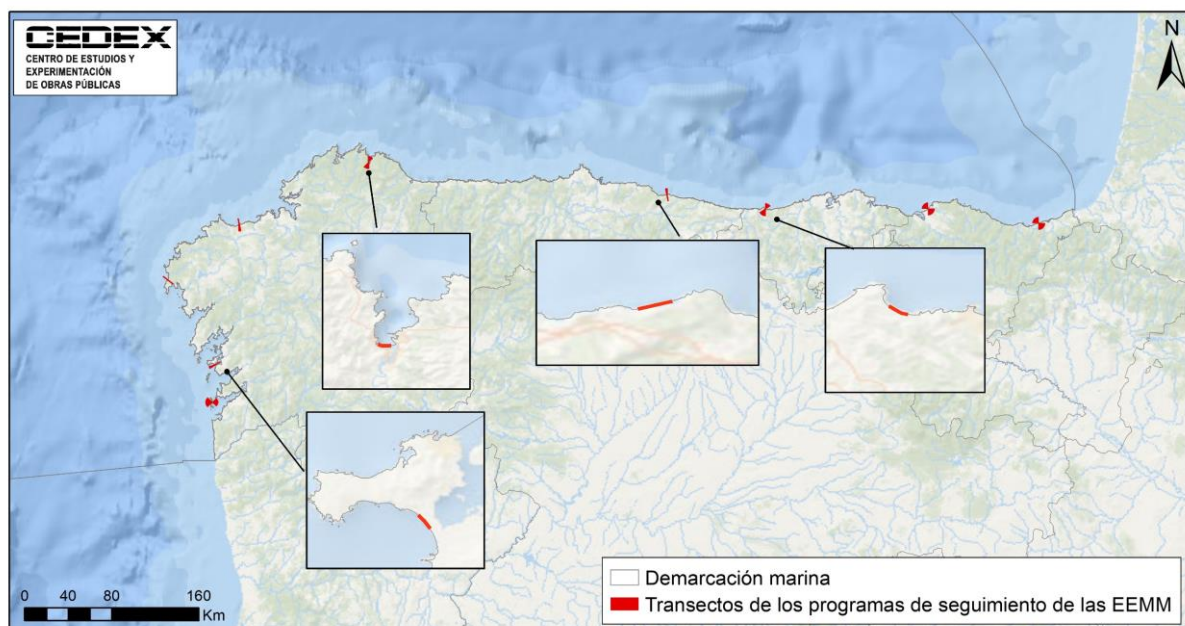 CEDEX
CENTRO DE ESTUDIOS Y
EXPERIMENTACIÓN
DE OBRAS PÚBLICAS
N
0 40 80 160
Km
Demarcación marina
Transectos de los programas de seguimiento de las EEMM